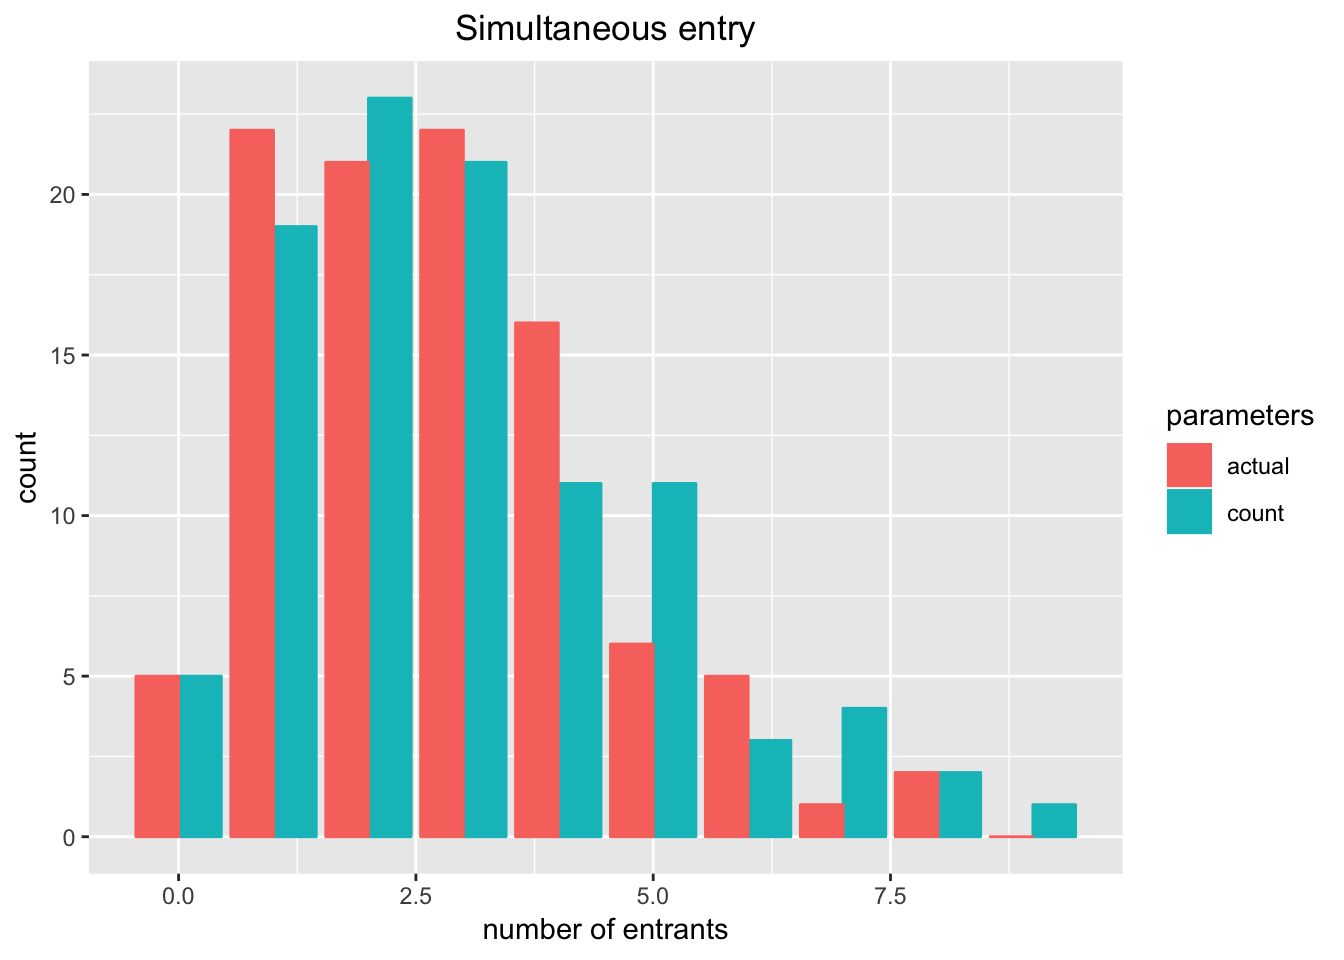 Simultaneous entry
count
20
15
10
5
0
0.0 2.5 5.0 7.5
number of entrants
parameters
actual
count